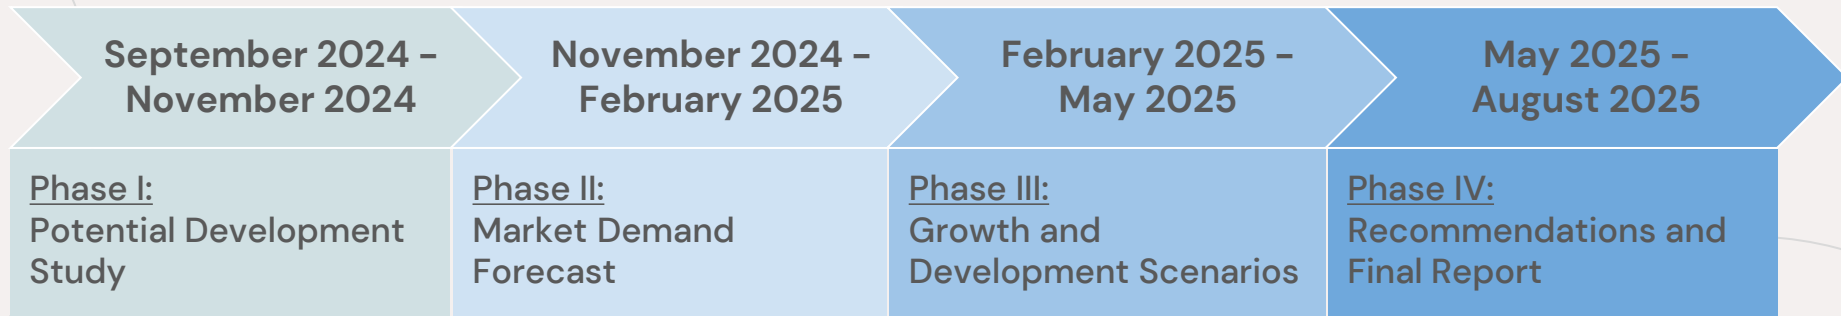 September 2024 -
November 2024
November 2024 -
February 2025
February 2025 -
May 2025
May 2025 -
August 2025
Phase I:
Potential Development
Study
Phase II:
Market Demand
Forecast
Phase III:
Growth and
Development Scenarios
Phase IV:
Recommendations and
Final Report